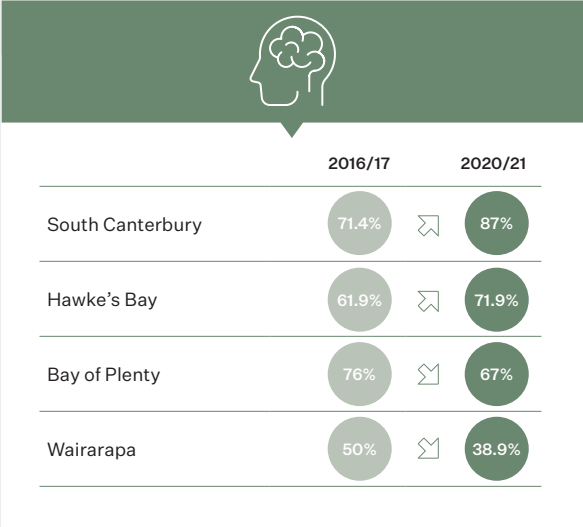 2016/17 2020/21
South Canterbury 71.4% 87%
Hawke’s Bay 61.9% 71.9%
Bay of Plenty 76% 67%
Wairarapa 50% 38.9%